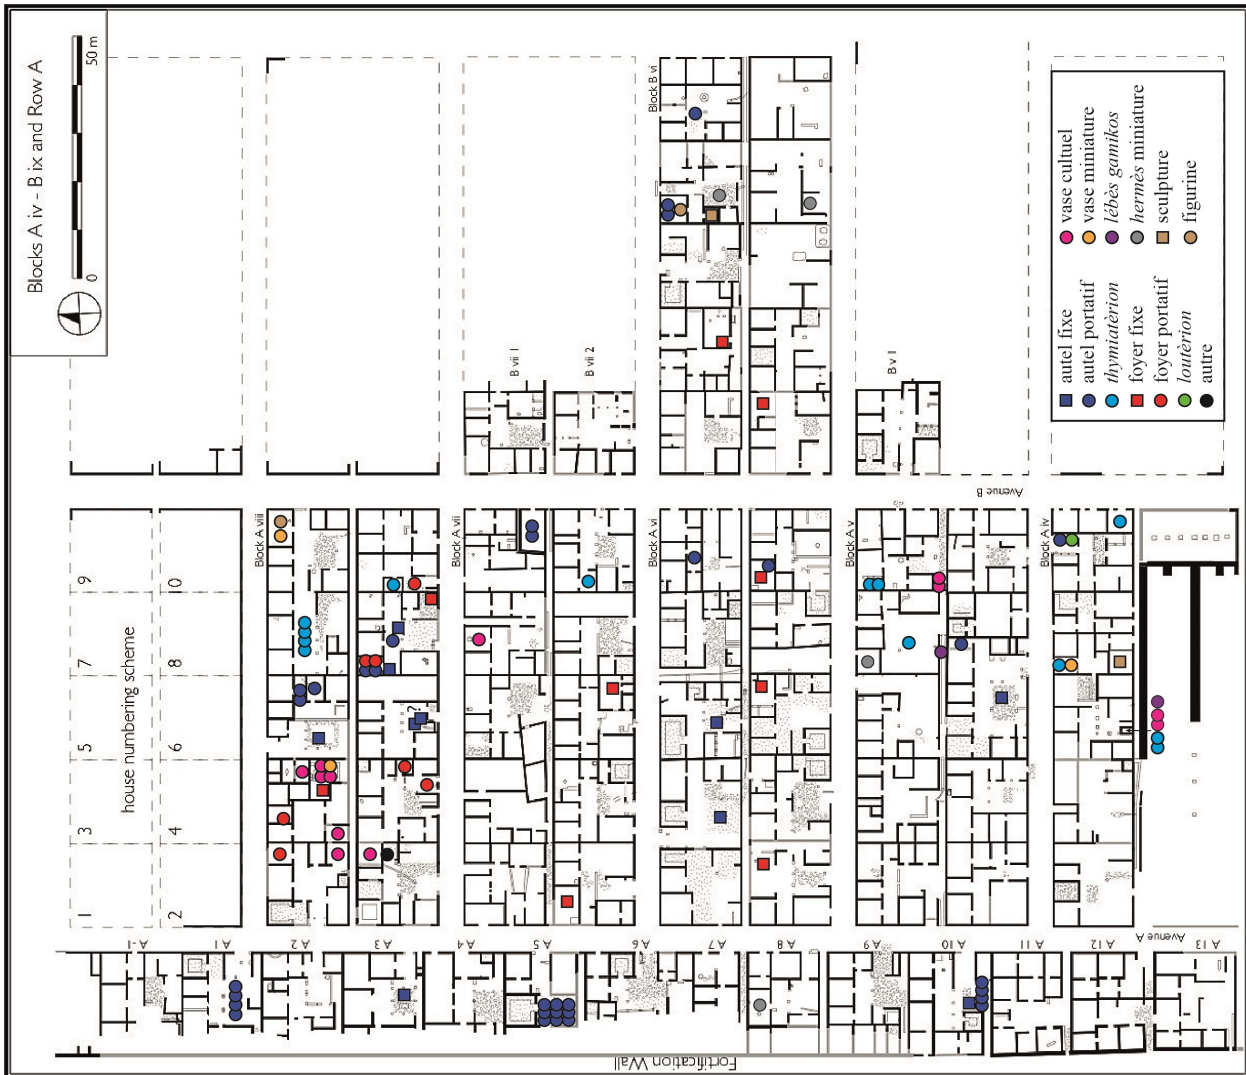 Blocks A iv - B ix and Row A
0
50 m
house numbering scheme
1
3
5
7
9
2
4
6
8
10
Block A viii
Block A vii
Block A vi
Block A v
Block A iv
B vii 1
B vii 2
Block B vi
B v 1
Avenue B
Avenue A
A -1
A 1
A 2
A 3
A 4
A 5
A 6
A 7
A 8
A 9
A 10
A 11
A 12
A 13
Fortification Wall
?
autel fixe
autel portatif
thymiatèrion
foyer fixe
foyer portatif
loutèrion
autre
vase cultuel
vase miniature
lébès gamikos
hermès miniature
sculpture
figurine